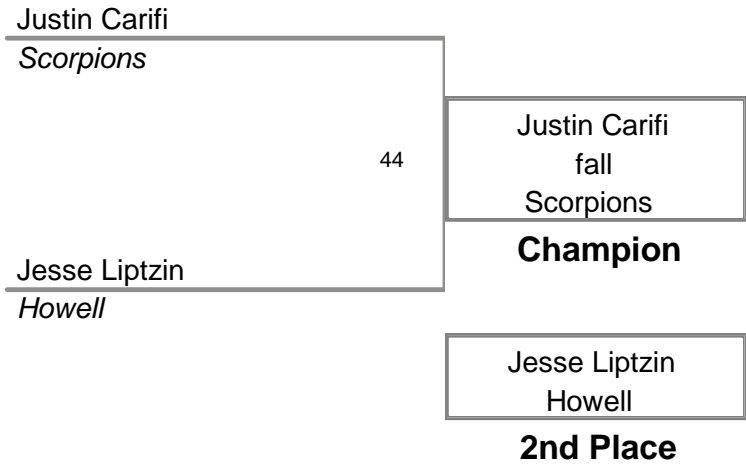 Justin Carifi
Scorpions
44
Justin Carifi
fall
Scorpions
Champion
Jesse Liptzin
Howell
Jesse Liptzin
Howell
2nd Place